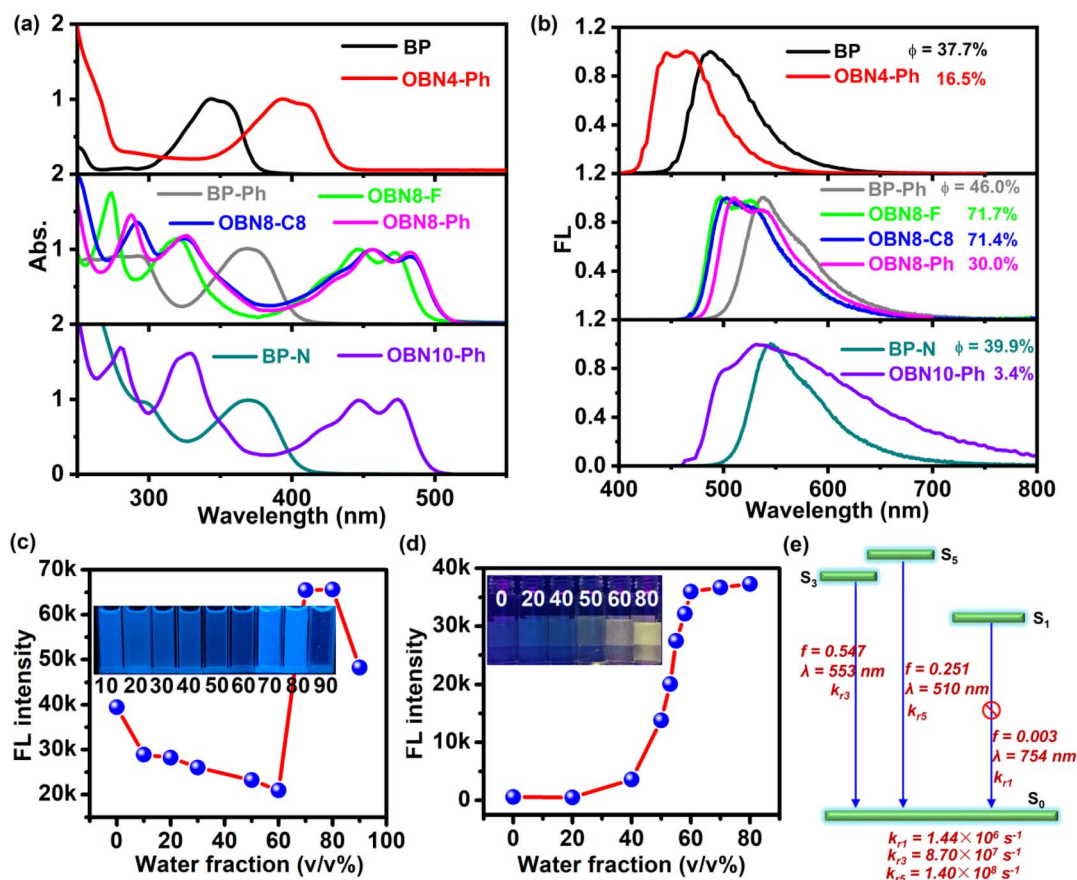 (a)
2
BP
OBN4-Ph
1
2
BP-Ph
OBN8-F
OBN8-C8
OBN8-Ph
Abs.
1
2
BP-N
OBN10-Ph
1
0
300
400
500
Wavelength (nm)
(b)
1.2
BP ϕ = 37.7%
OBN4-Ph 16.5%
0.8
0.4
1.2
BP-Ph ϕ = 46.0%
OBN8-F 71.7%
OBN8-C8 71.4%
OBN8-Ph 30.0%
FL
0.8
0.4
1.2
BP-N ϕ = 39.9%
OBN10-Ph 3.4%
0.8
0.4
0.0
400 500 600 700 800
Wavelength (nm)
(c)
70k
60k
50k
40k
30k
20k
FL intensity
10 20 30 40 50 60 70 80 90
0 20 40 60 80 100
Water fraction (v/v%)
(d)
40k
30k
20k
10k
0
FL intensity
0 20 40 50 60 80
0 20 40 60 80
Water fraction (v/v%)
(e)
S5
S3
S1
f = 0.547
λ = 553 nm
kr3
f = 0.251
λ = 510 nm
kr5
f = 0.003
λ = 754 nm
kr1
S0
kr1 = 1.44×10⁶ s⁻¹
kr3 = 8.70×10⁷ s⁻¹
kr5 = 1.40×10⁸ s⁻¹